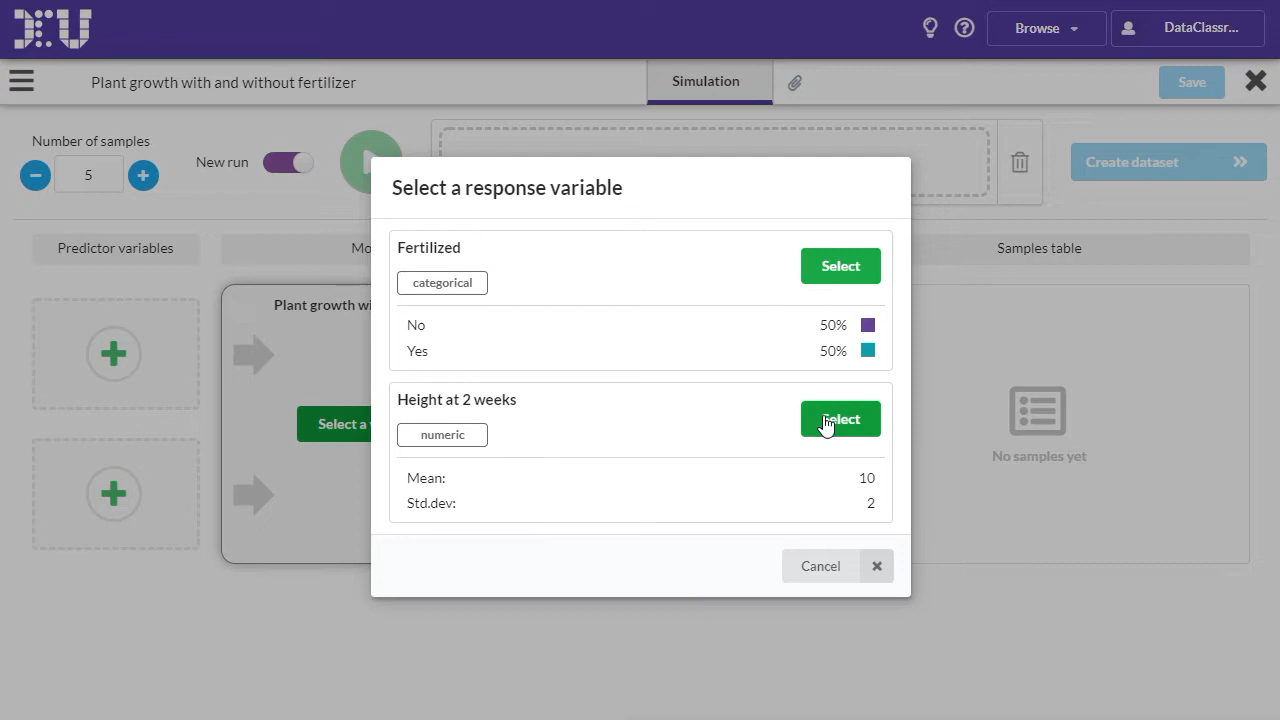 Browse
DataClassr...
Plant growth with and without fertilizer
Simulation
Save
Number of samples
5
New run
Create dataset
Select a response variable
Fertilized
categorical
Select
No 50%
Yes 50%
Height at 2 weeks
numeric
Select
Mean: 10
Std.dev: 2
Cancel
Predictor variables
Samples table
Plant growth
Select a
No samples yet